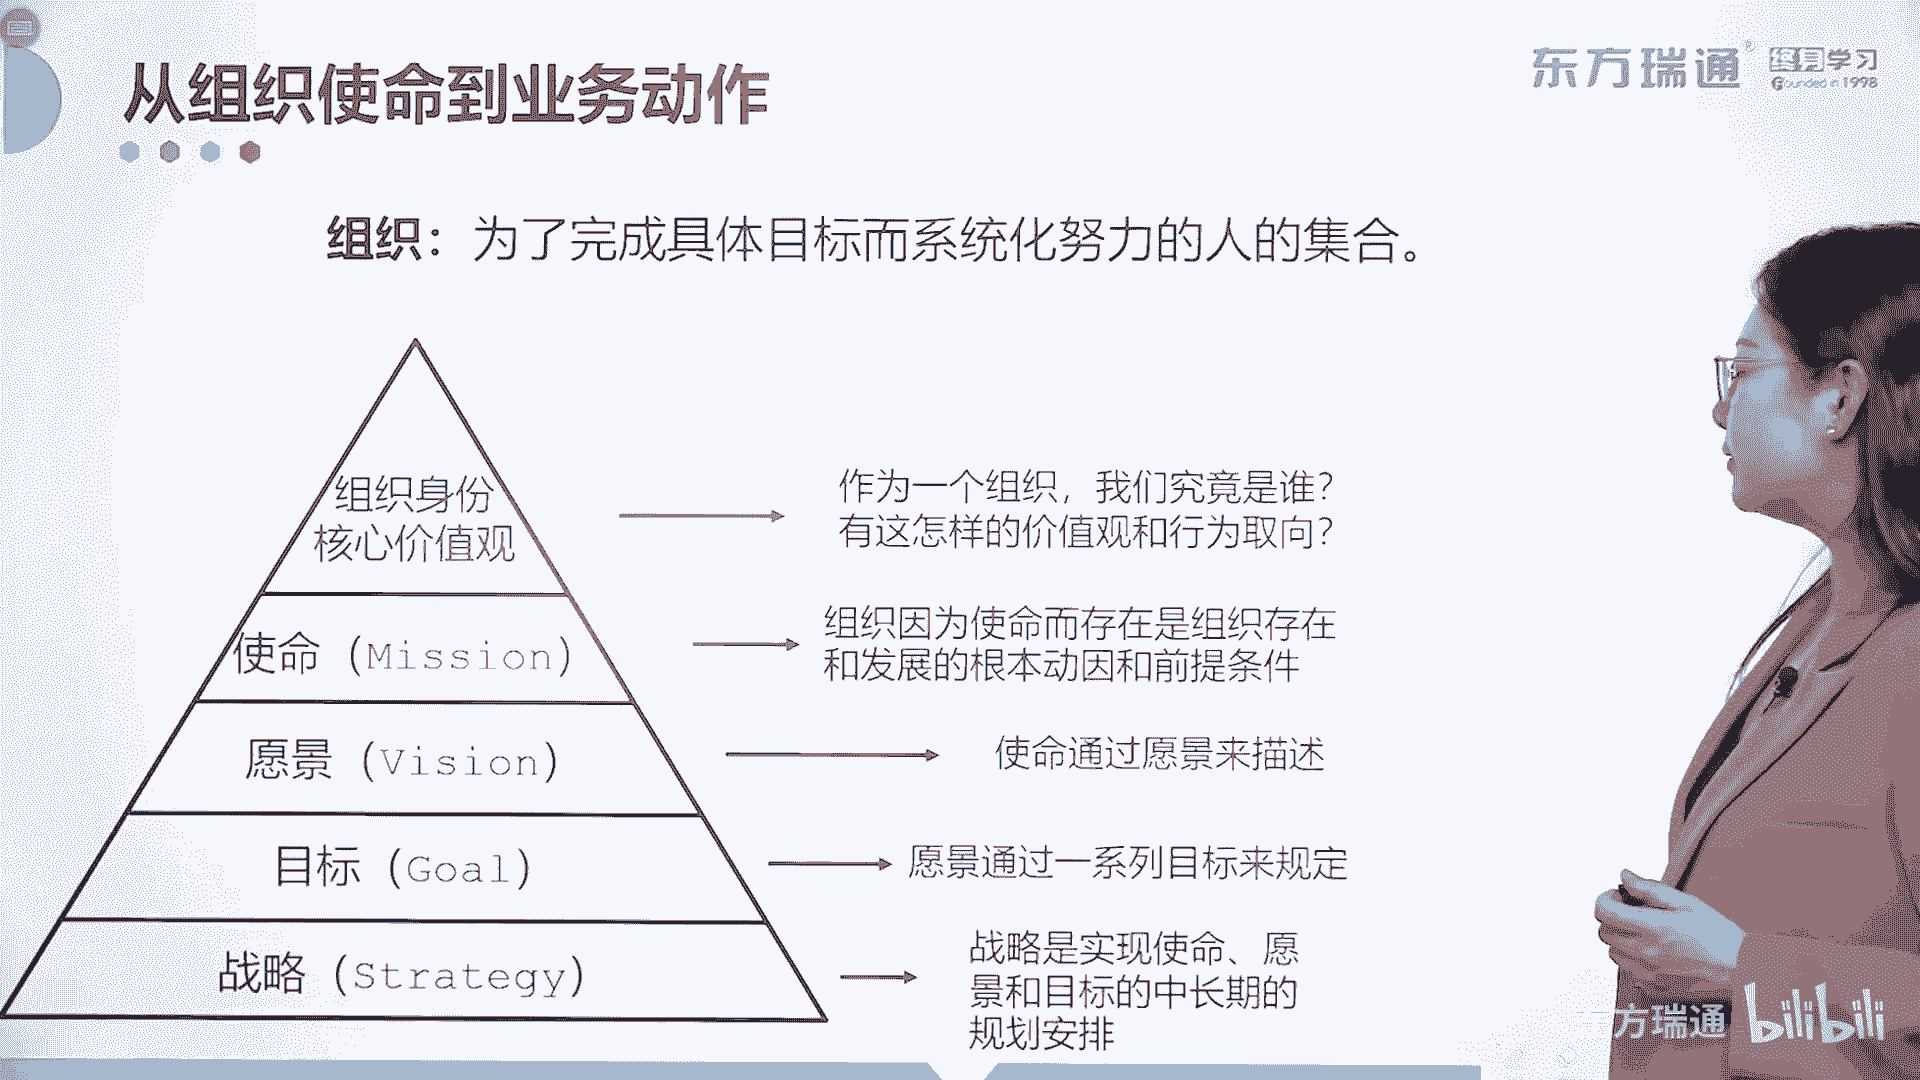 从组织使命到业务动作
东方瑞通®
终身学习
Founded in 1998
组织：为了完成具体目标而系统化努力的人的集合。
组织身份
核心价值观
作为一个组织，我们究竟是谁？
有这怎样的价值观和行为取向？
使命（Mission）
组织因为使命而存在是组织存在
和发展的根本动因和前提条件
愿景（Vision）
使命通过愿景来描述
目标（Goal）
愿景通过一系列目标来规定
战略（Strategy）
战略是实现使命、愿
景和目标的中长期的
规划安排
方瑞通
bilibili